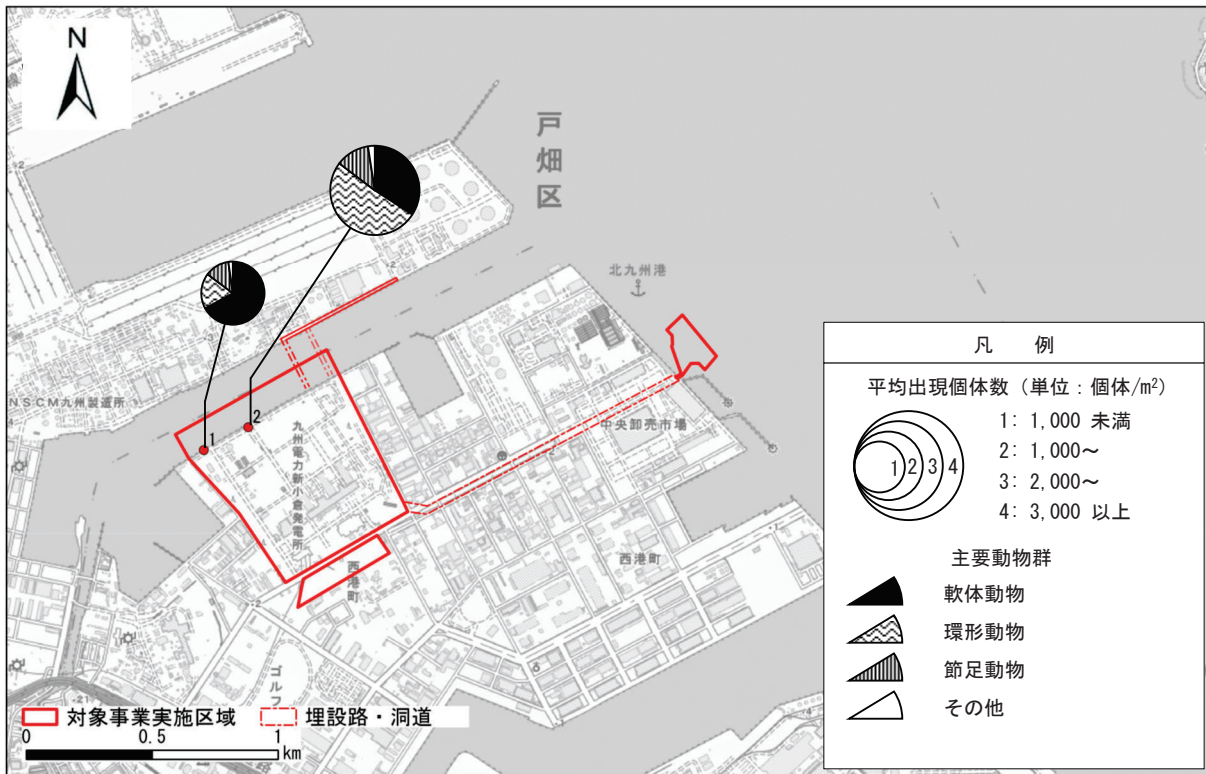 N
戸畑区
北九州港
NSCM九州製造所
1
2
中央卸売市場
九州電力新小倉発電所
西港町
西港町
ゴルフ
6
対象事業実施区域
埋設路・洞道
0 0.5 1
km
凡 例
平均出現個体数（単位：個体/m²）
1 2 3 4
1: 1,000 未満
2: 1,000～
3: 2,000～
4: 3,000 以上
主要動物群
軟体動物
環形動物
節足動物
その他